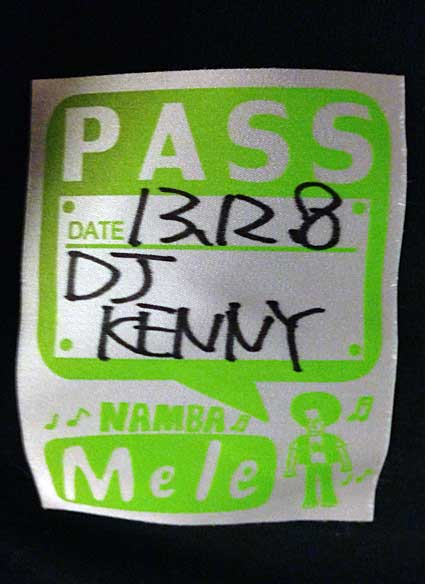 PASS
DATE 13.12.8
DJ
KENNY
NAMBA
Mele